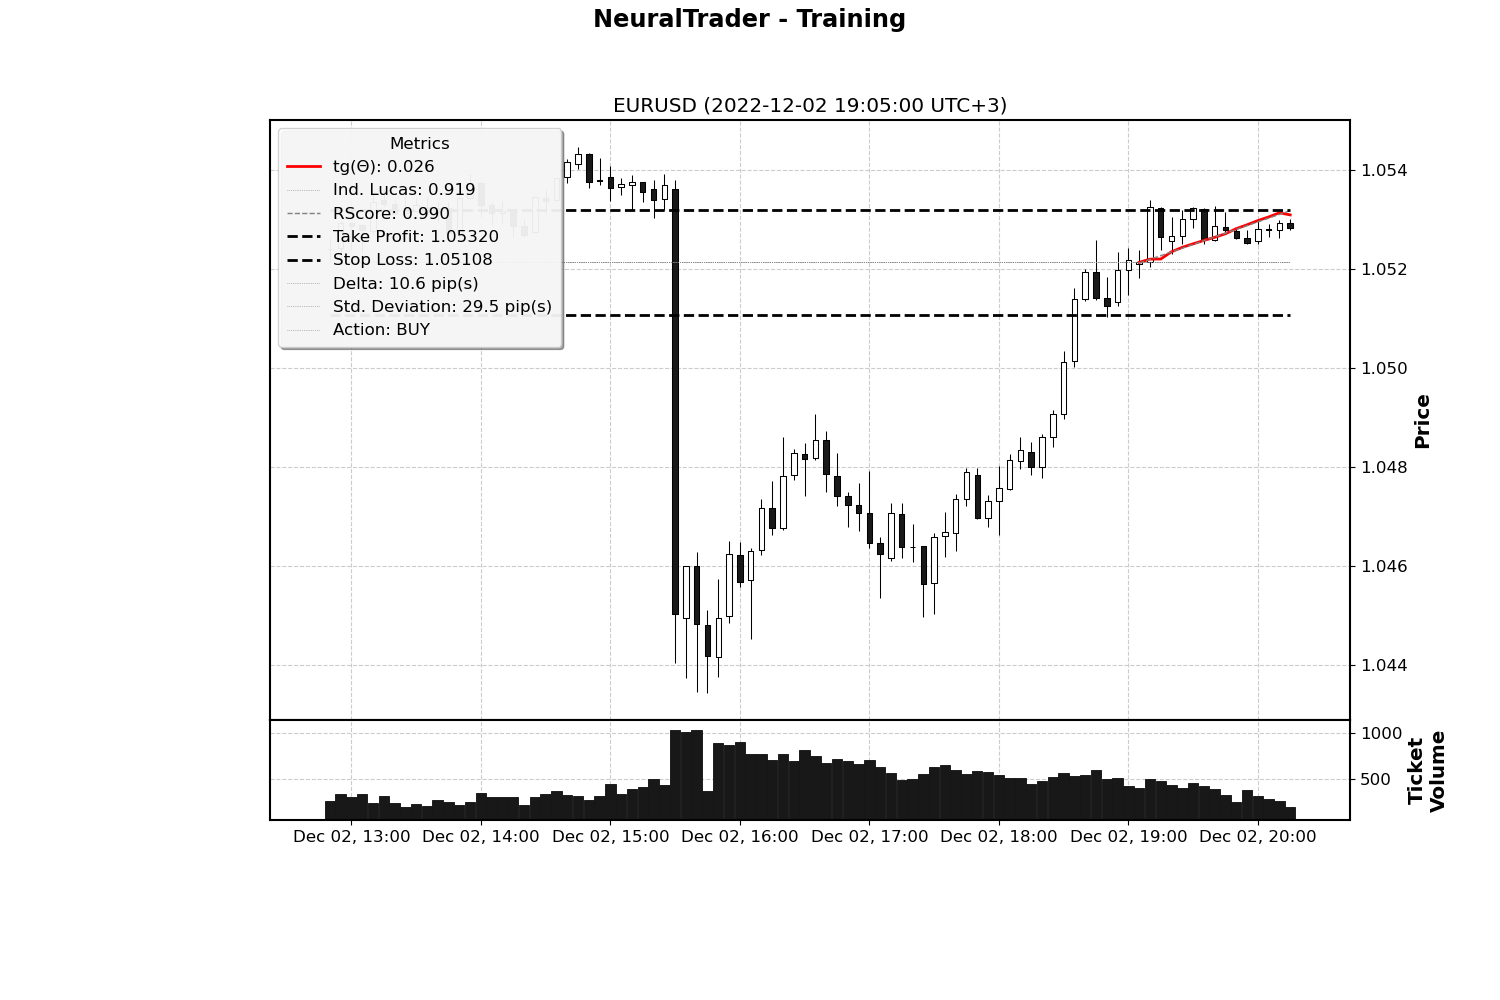 NeuralTrader - Training
EURUSD (2022-12-02 19:05:00 UTC+3)
Metrics
tg(Θ): 0.026
Ind. Lucas: 0.919
RScore: 0.990
Take Profit: 1.05320
Stop Loss: 1.05108
Delta: 10.6 pip(s)
Std. Deviation: 29.5 pip(s)
Action: BUY
1.054
1.052
1.050
1.048
1.046
1.044
Price
1000
500
Ticket
Volume
Dec 02, 13:00 Dec 02, 14:00 Dec 02, 15:00 Dec 02, 16:00 Dec 02, 17:00 Dec 02, 18:00 Dec 02, 19:00 Dec 02, 20:00